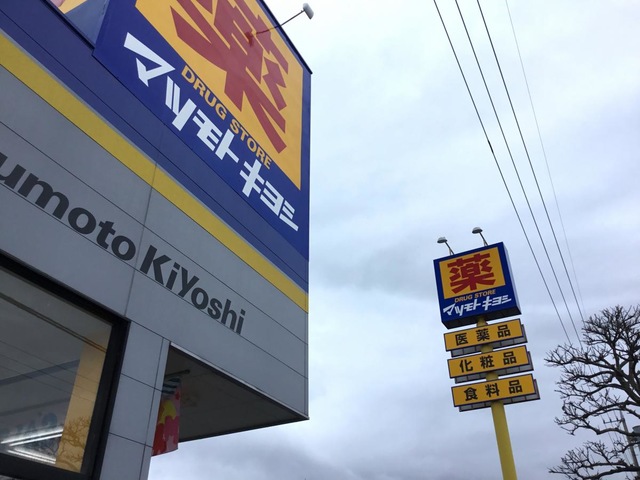 薬
DRUG STORE
マツモトキヨシ
umoto KiYoshi
薬
DRUG STORE
マツモトキヨシ
医薬品
化粧品
食料品